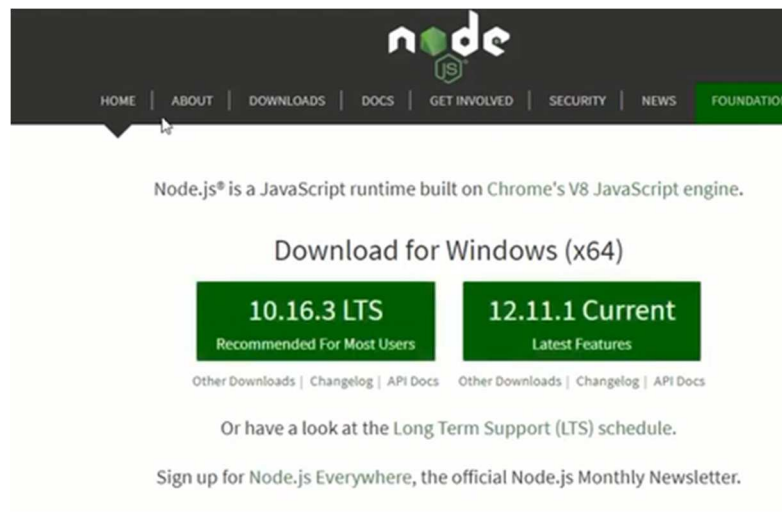 node
JS
HOME | ABOUT | DOWNLOADS | DOCS | GET INVOLVED | SECURITY | NEWS | FOUNDATIO
Node.js® is a JavaScript runtime built on Chrome's V8 JavaScript engine.
Download for Windows (x64)
10.16.3 LTS 12.11.1 Current
Recommended For Most Users Latest Features
Other Downloads | Changelog | API Docs Other Downloads | Changelog | API Docs
Or have a look at the Long Term Support (LTS) schedule.
Sign up for Node.js Everywhere, the official Node.js Monthly Newsletter.